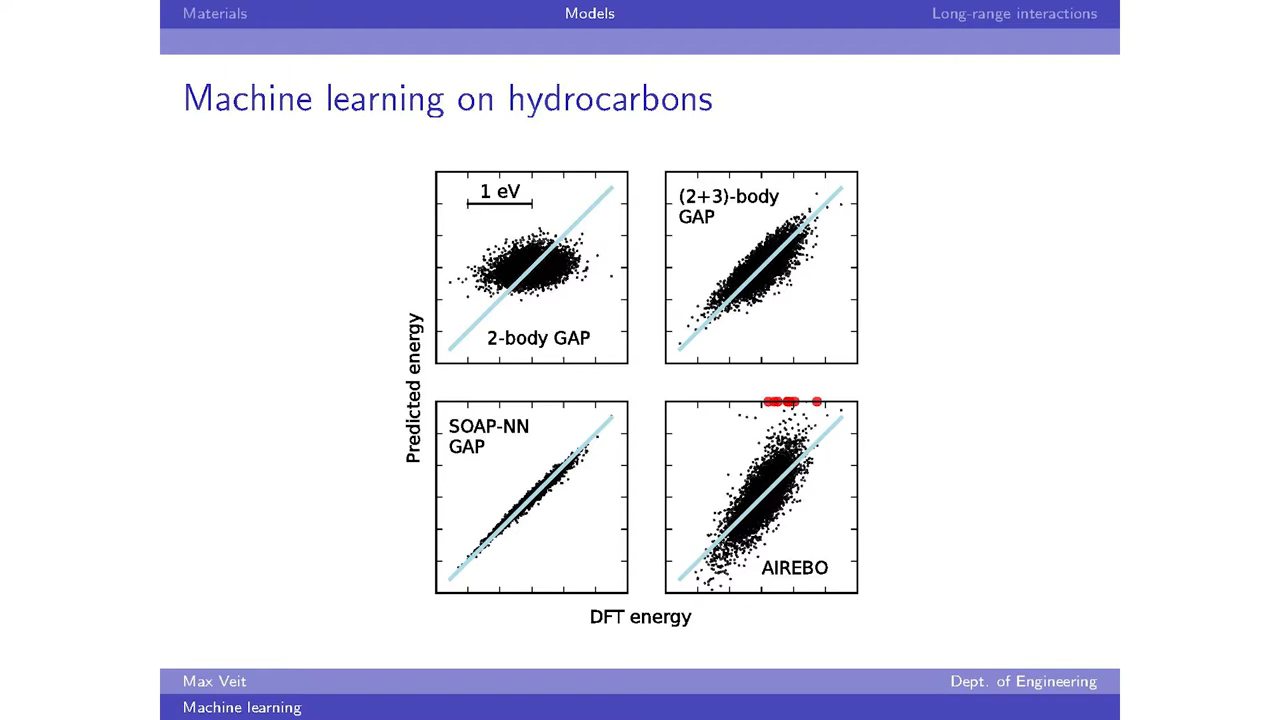 Materials
Models
Long-range interactions
Machine learning on hydrocarbons
1 eV
2-body GAP
(2+3)-body
GAP
Predicted energy
SOAP-NN
GAP
AIREBO
DFT energy
Max Veit
Dept. of Engineering
Machine learning